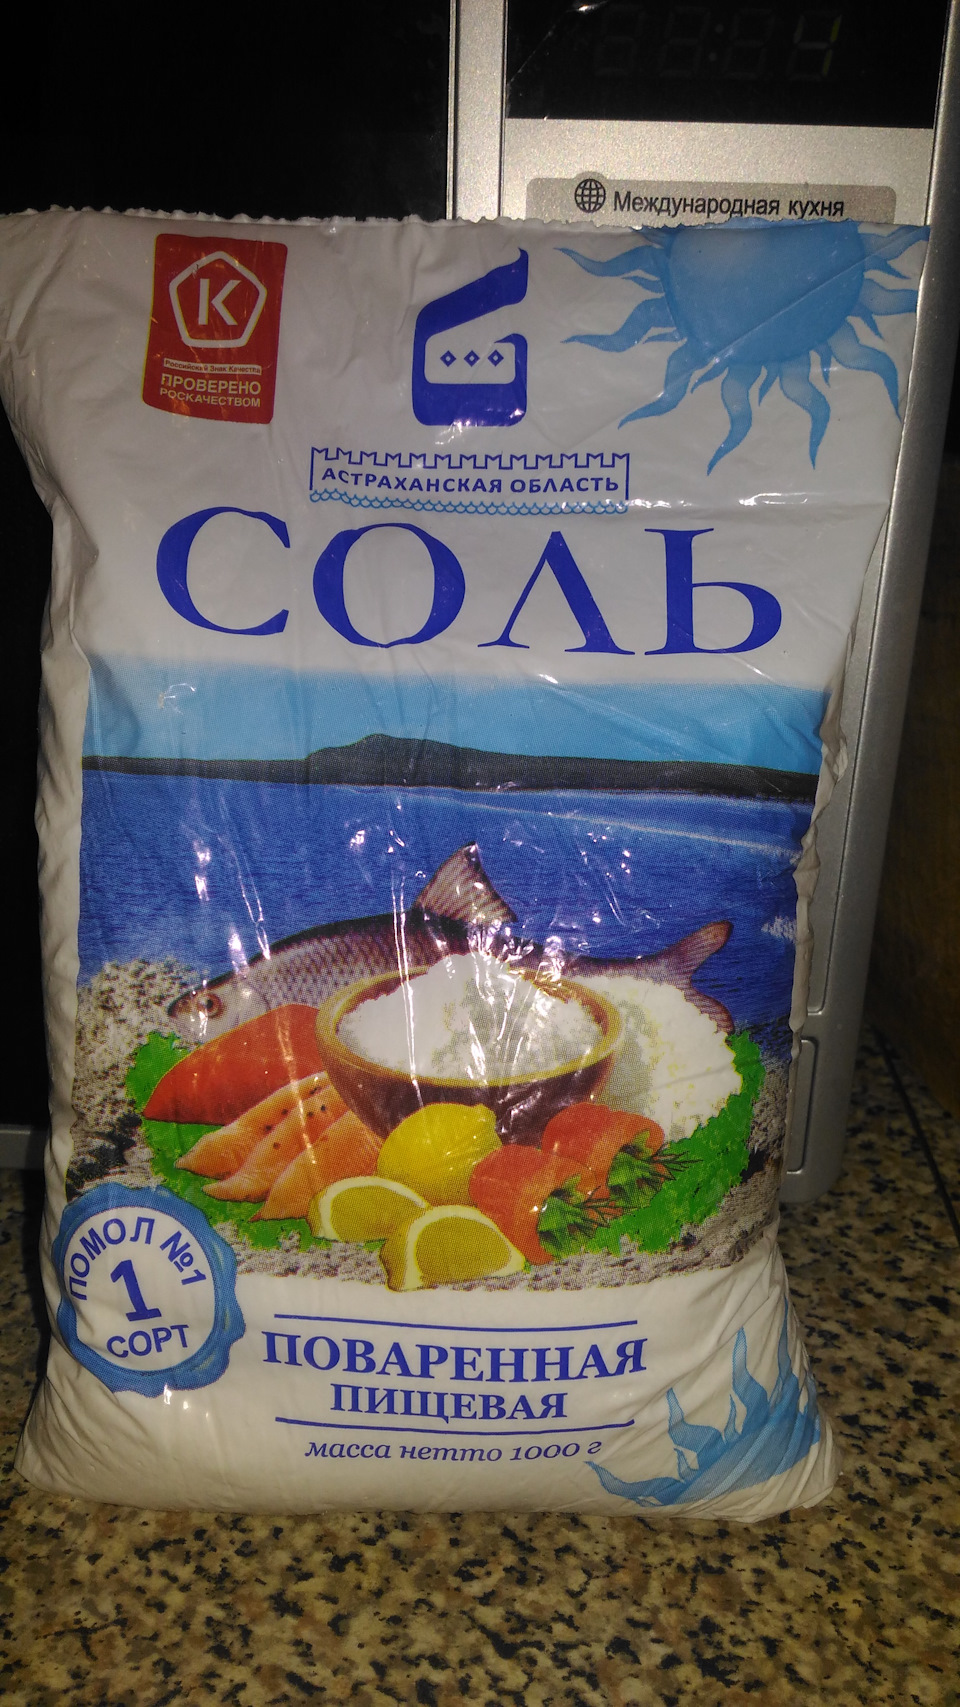 Международная кухня
К
Российский Знак Качества
ПРОВЕРЕНО
РОСКАЧЕСТВОМ
АСТРАХАНСКАЯ ОБЛАСТЬ
СОЛЬ
ПОМОЛ №1
1
СОРТ
ПОВАРЕННАЯ
ПИЩЕВАЯ
масса нетто 1000 г